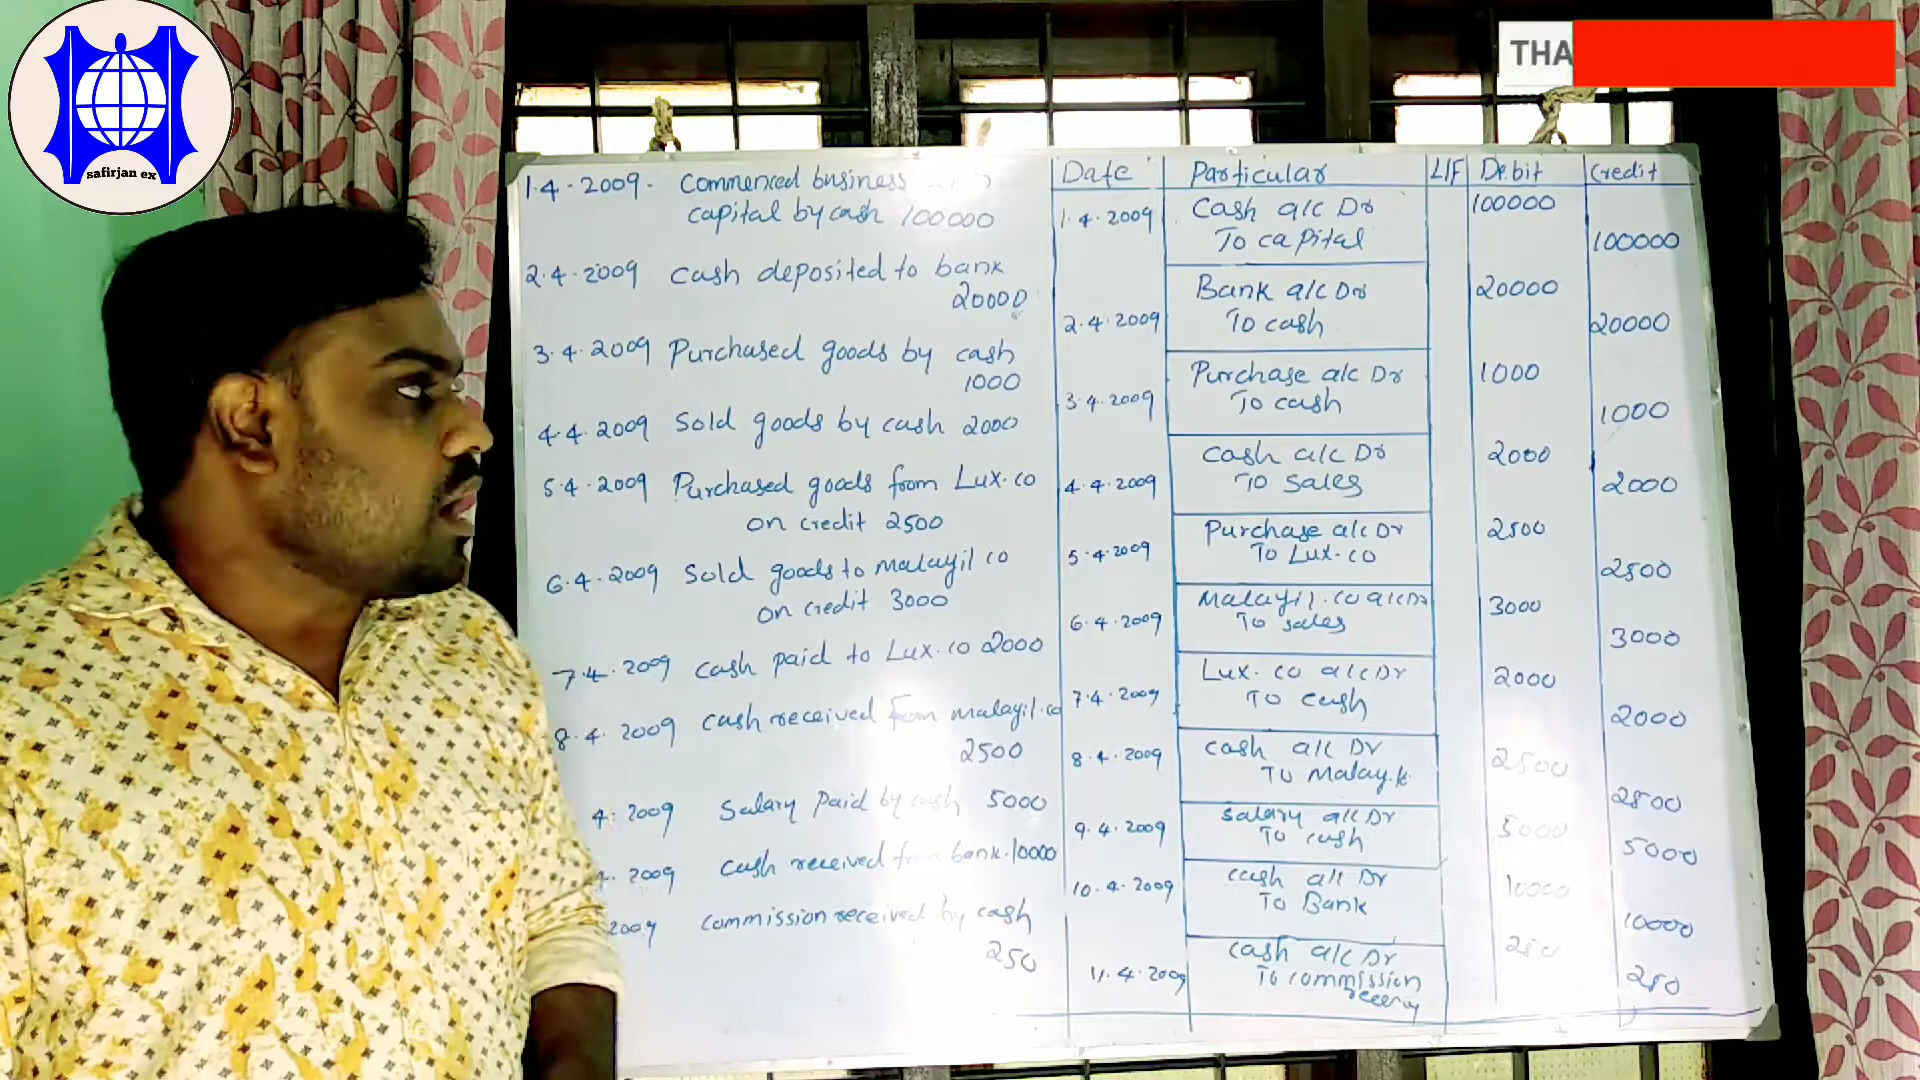 safirjan ex
THA
1.4-2009- Commenced business
capital by cash 100000
2.4.2009 cash deposited to bank
20000
3.4.2009 Purchased goods by cash
1000
4.4.2009 Sold goods by cash 2000
5.4.2009 Purchased goods from Lux.co
on credit 2500
6.4.2009 Sold goods to malayil co
on credit 3000
7.4.2009 cash paid to Lux.co 2000
8.4.2009 cash received from malayil.co
2500
4.2009 Salary paid by cash 5000
2009 cash received from bank.10000
2009 commission received by cash
250
Date Particular L/F Debit Credit
1.4.2009 Cash a/c Dr 100000
To capital 100000
Bank a/c Dr 20000
2.4.2009 To cash 20000
Purchase a/c Dr 1000
3.4.2009 To cash 1000
cash a/c Dr 2000
4.4.2009 To Sales 2000
Purchase a/c Dr 2500
5.4.2009 To Lux.co 2500
Malayil.co a/c Dr 3000
6.4.2009 To sales 3000
Lux.co a/c Dr 2000
7.4.2009 To cash 2000
cash a/c Dr 2500
8.4.2009 To Malay 2500
salary a/c Dr 5000
9.4.2009 To cash 5000
cash a/c Dr 10000
10.4.2009 To Bank 10000
cash a/c Dr 250
11.4.2009 To commission 250